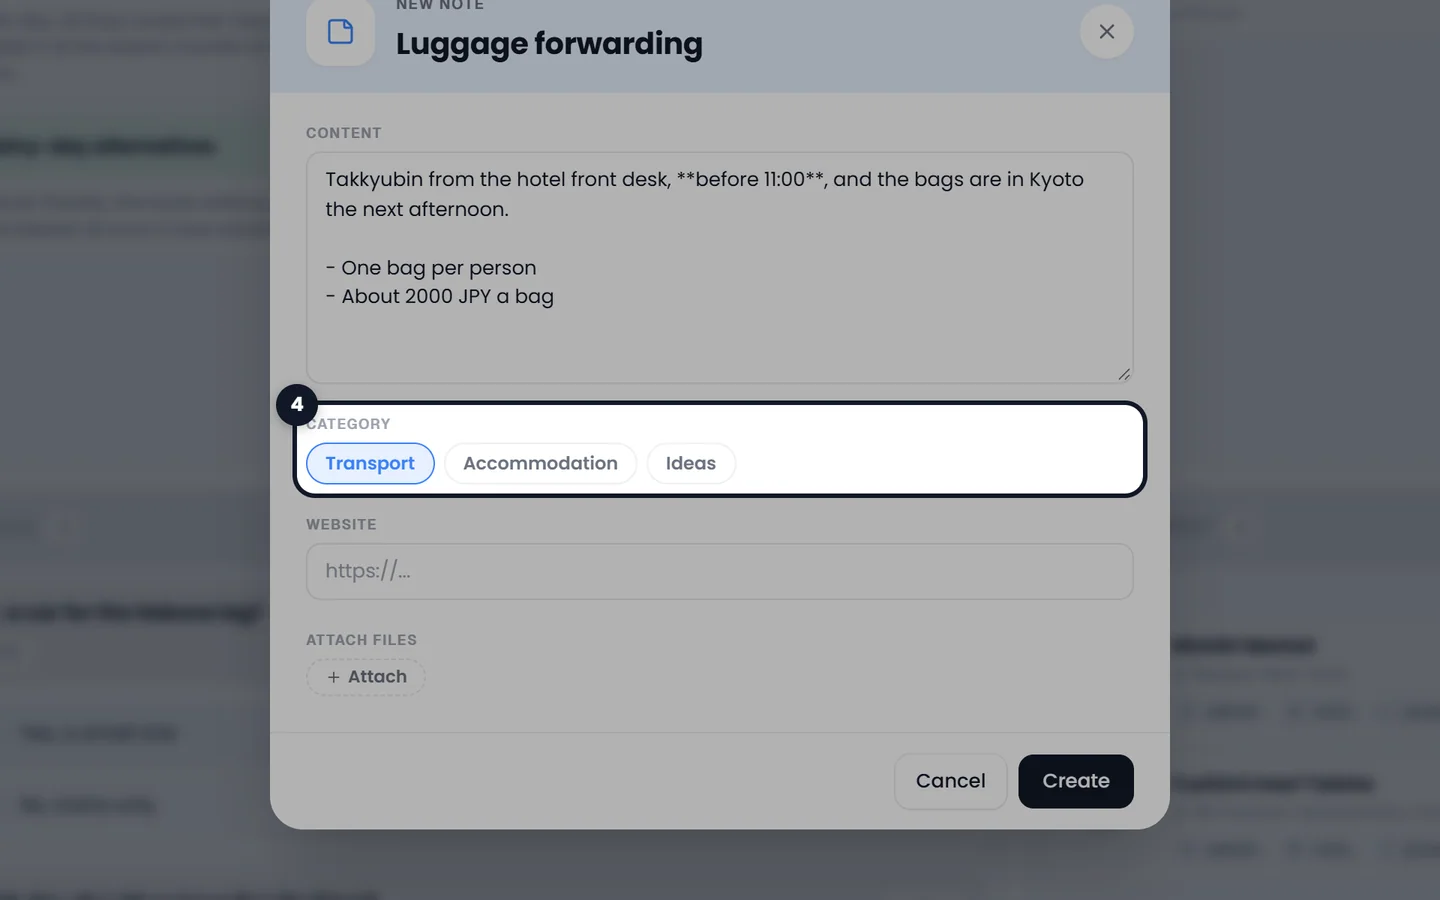 NEW NOTE
Luggage forwarding
CONTENT
Takkyubin from the hotel front desk, **before 11:00**, and the bags are in Kyoto
the next afternoon.
- One bag per person
- About 2000 JPY a bag
4
CATEGORY
Transport
Accommodation
Ideas
WEBSITE
https://...
ATTACH FILES
+ Attach
Cancel
Create